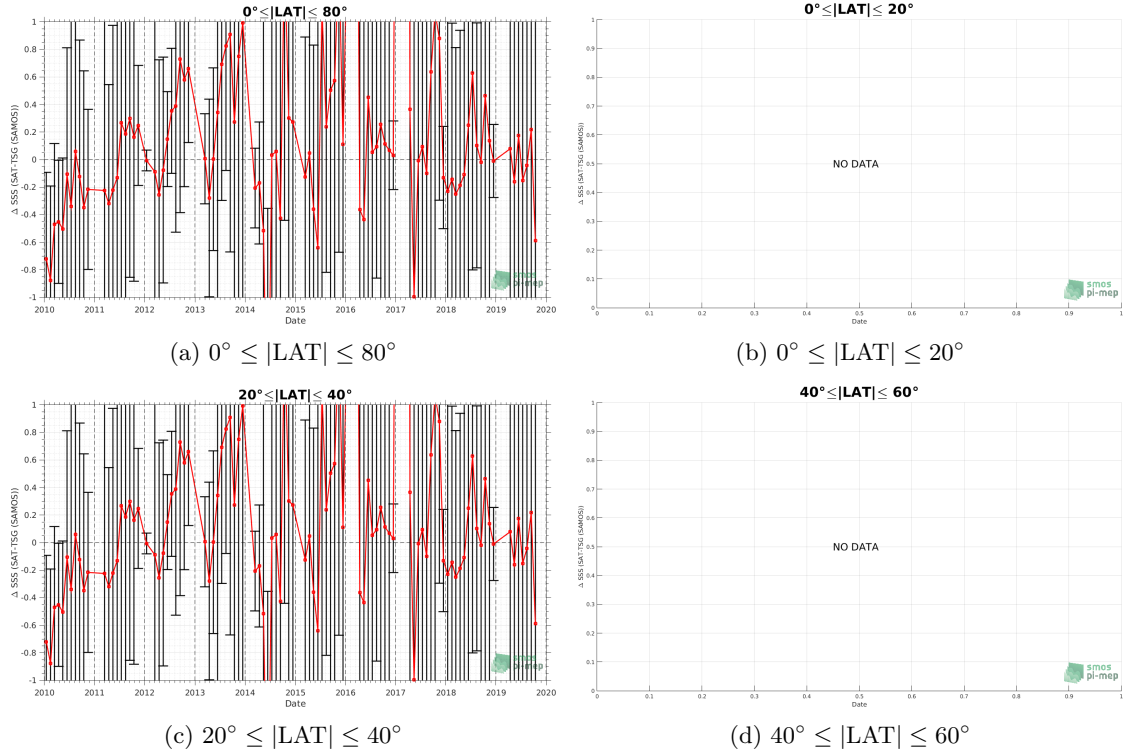 0°≤|LAT|≤ 80°
Δ SSS (SAT-TSG (SAMOS))
1
0.8
0.6
0.4
0.2
0
-0.2
-0.4
-0.6
-0.8
-1
2010 2011 2012 2013 2014 2015 2016 2017 2018 2019 2020
Date
smos
pi-mep
(a) 0° ≤ |LAT| ≤ 80°
0°≤|LAT|≤ 20°
Δ SSS (SAT-TSG (SAMOS))
1
0.9
0.8
0.7
0.6
0.5
0.4
0.3
0.2
0.1
0
NO DATA
0 0.1 0.2 0.3 0.4 0.5 0.6 0.7 0.8 0.9 1
Date
smos
pi-mep
(b) 0° ≤ |LAT| ≤ 20°
20°≤|LAT|≤ 40°
Δ SSS (SAT-TSG (SAMOS))
1
0.8
0.6
0.4
0.2
0
-0.2
-0.4
-0.6
-0.8
-1
2010 2011 2012 2013 2014 2015 2016 2017 2018 2019 2020
Date
smos
pi-mep
(c) 20° ≤ |LAT| ≤ 40°
40°≤|LAT|≤ 60°
Δ SSS (SAT-TSG (SAMOS))
1
0.9
0.8
0.7
0.6
0.5
0.4
0.3
0.2
0.1
0
NO DATA
0 0.1 0.2 0.3 0.4 0.5 0.6 0.7 0.8 0.9 1
Date
smos
pi-mep
(d) 40° ≤ |LAT| ≤ 60°